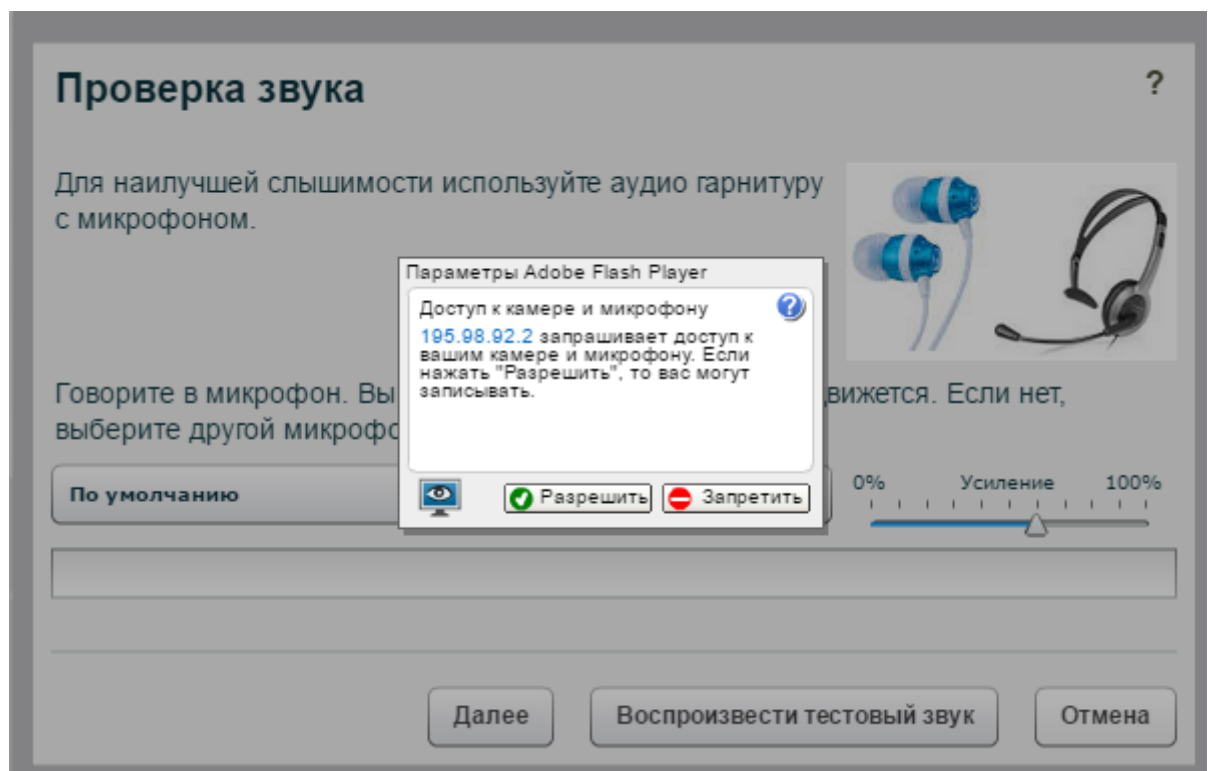 Проверка звука
?
Для наилучшей слышимости используйте аудио гарнитуру
с микрофоном.
Параметры Adobe Flash Player
Доступ к камере и микрофону
195.98.92.2 запрашивает доступ к
вашим камере и микрофону. Если
нажать "Разрешить", то вас могут
записывать.
Разрешить Запретить
Говорите в микрофон. Вы вижется. Если нет,
выберите другой микрофо
По умолчанию
0% Усиление 100%
Далее Воспроизвести тестовый звук Отмена